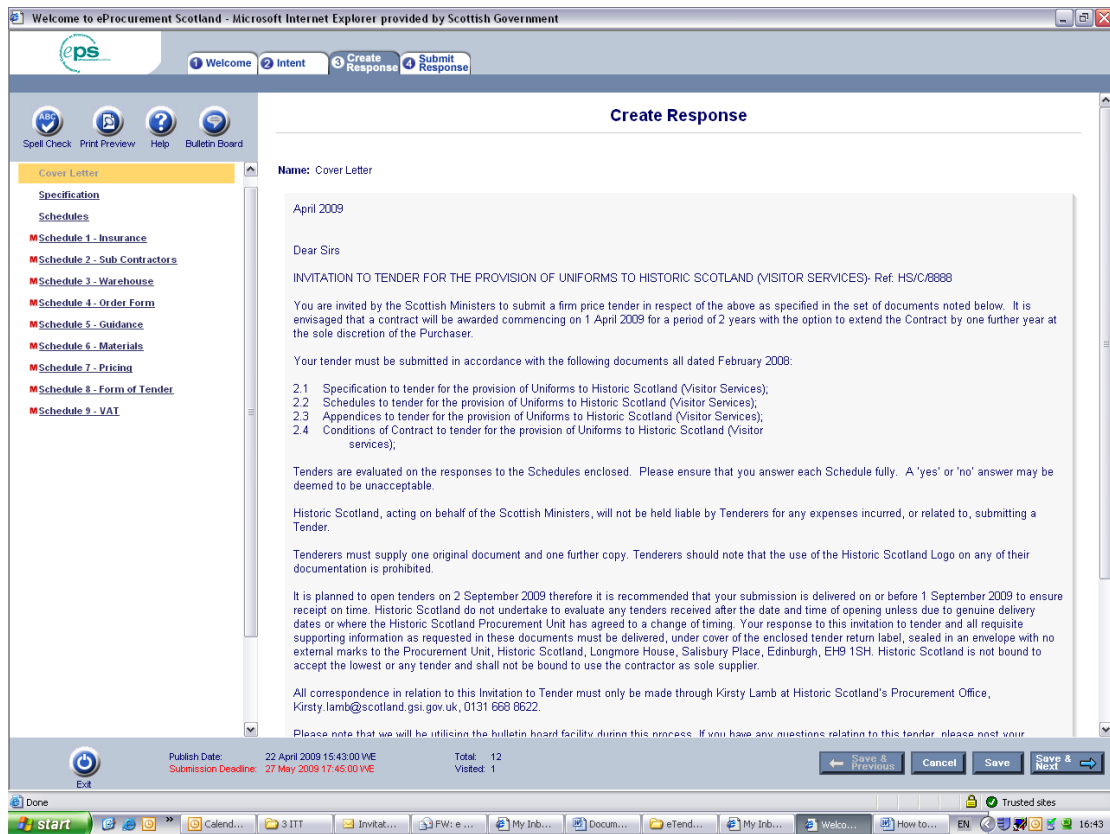 Welcome to eProcurement Scotland - Microsoft Internet Explorer provided by Scottish Government
eps
1 Welcome
2 Intent
3 Create Response
4 Submit Response
ABC
Spell Check
Print Preview
Help
Bulletin Board
Cover Letter
Specification
Schedules
M Schedule 1 - Insurance
M Schedule 2 - Sub Contractors
M Schedule 3 - Warehouse
M Schedule 4 - Order Form
M Schedule 5 - Guidance
M Schedule 6 - Materials
M Schedule 7 - Pricing
M Schedule 8 - Form of Tender
M Schedule 9 - VAT
Create Response
Name: Cover Letter
April 2009
Dear Sirs
INVITATION TO TENDER FOR THE PROVISION OF UNIFORMS TO HISTORIC SCOTLAND (VISITOR SERVICES)- Ref: HS/C/8888
You are invited by the Scottish Ministers to submit a firm price tender in respect of the above as specified in the set of documents noted below. It is
envisaged that a contract will be awarded commencing on 1 April 2009 for a period of 2 years with the option to extend the Contract by one further year at
the sole discretion of the Purchaser.
Your tender must be submitted in accordance with the following documents all dated February 2008:
2.1 Specification to tender for the provision of Uniforms to Historic Scotland (Visitor Services);
2.2 Schedules to tender for the provision of Uniforms to Historic Scotland (Visitor Services);
2.3 Appendices to tender for the provision of Uniforms to Historic Scotland (Visitor Services);
2.4 Conditions of Contract to tender for the provision of Uniforms to Historic Scotland (Visitor
services);
Tenders are evaluated on the responses to the Schedules enclosed. Please ensure that you answer each Schedule fully. A 'yes' or 'no' answer may be
deemed to be unacceptable.
Historic Scotland, acting on behalf of the Scottish Ministers, will not be held liable by Tenderers for any expenses incurred, or related to, submitting a
Tender.
Tenderers must supply one original document and one further copy. Tenderers should note that the use of the Historic Scotland Logo on any of their
documentation is prohibited.
It is planned to open tenders on 2 September 2009 therefore it is recommended that your submission is delivered on or before 1 September 2009 to ensure
receipt on time. Historic Scotland do not undertake to evaluate any tenders received after the date and time of opening unless due to genuine delivery
dates or where the Historic Scotland Procurement Unit has agreed to a change of timing. Your response to this invitation to tender and all requisite
supporting information as requested in these documents must be delivered, under cover of the enclosed tender return label, sealed in an envelope with no
external marks to the Procurement Unit, Historic Scotland, Longmore House, Salisbury Place, Edinburgh, EH9 1SH. Historic Scotland is not bound to
accept the lowest or any tender and shall not be bound to use the contractor as sole supplier.
All correspondence in relation to this Invitation to Tender must only be made through Kirsty Lamb at Historic Scotland's Procurement Office,
Kirsty.lamb@scotland.gsi.gov.uk, 0131 668 8622.
Please note that we will be utilising the bulletin board facility during this process. If you have any questions relating to this tender, please post your
Exit
Publish Date: 22 April 2009 15:43:00 WE
Submission Deadline: 27 May 2009 17:45:00 WE
Total: 12
Visited: 1
Save & Previous
Cancel
Save
Save & Next
Done
Trusted sites
start
Calend...
3 ITT
Invitat...
FW: e ...
My Inb...
Docum...
eTend...
My Inb...
Welco...
How to...
EN
16:43